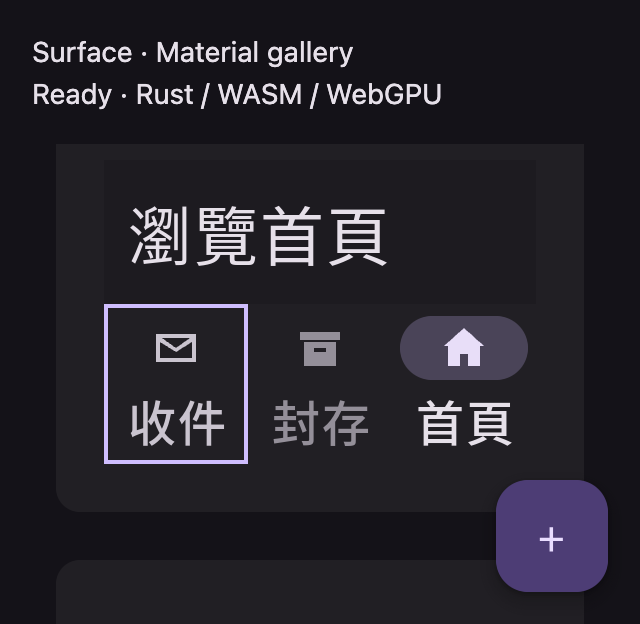 Surface · Material gallery
Ready · Rust / WASM / WebGPU
瀏覽首頁
收件
封存
首頁
+